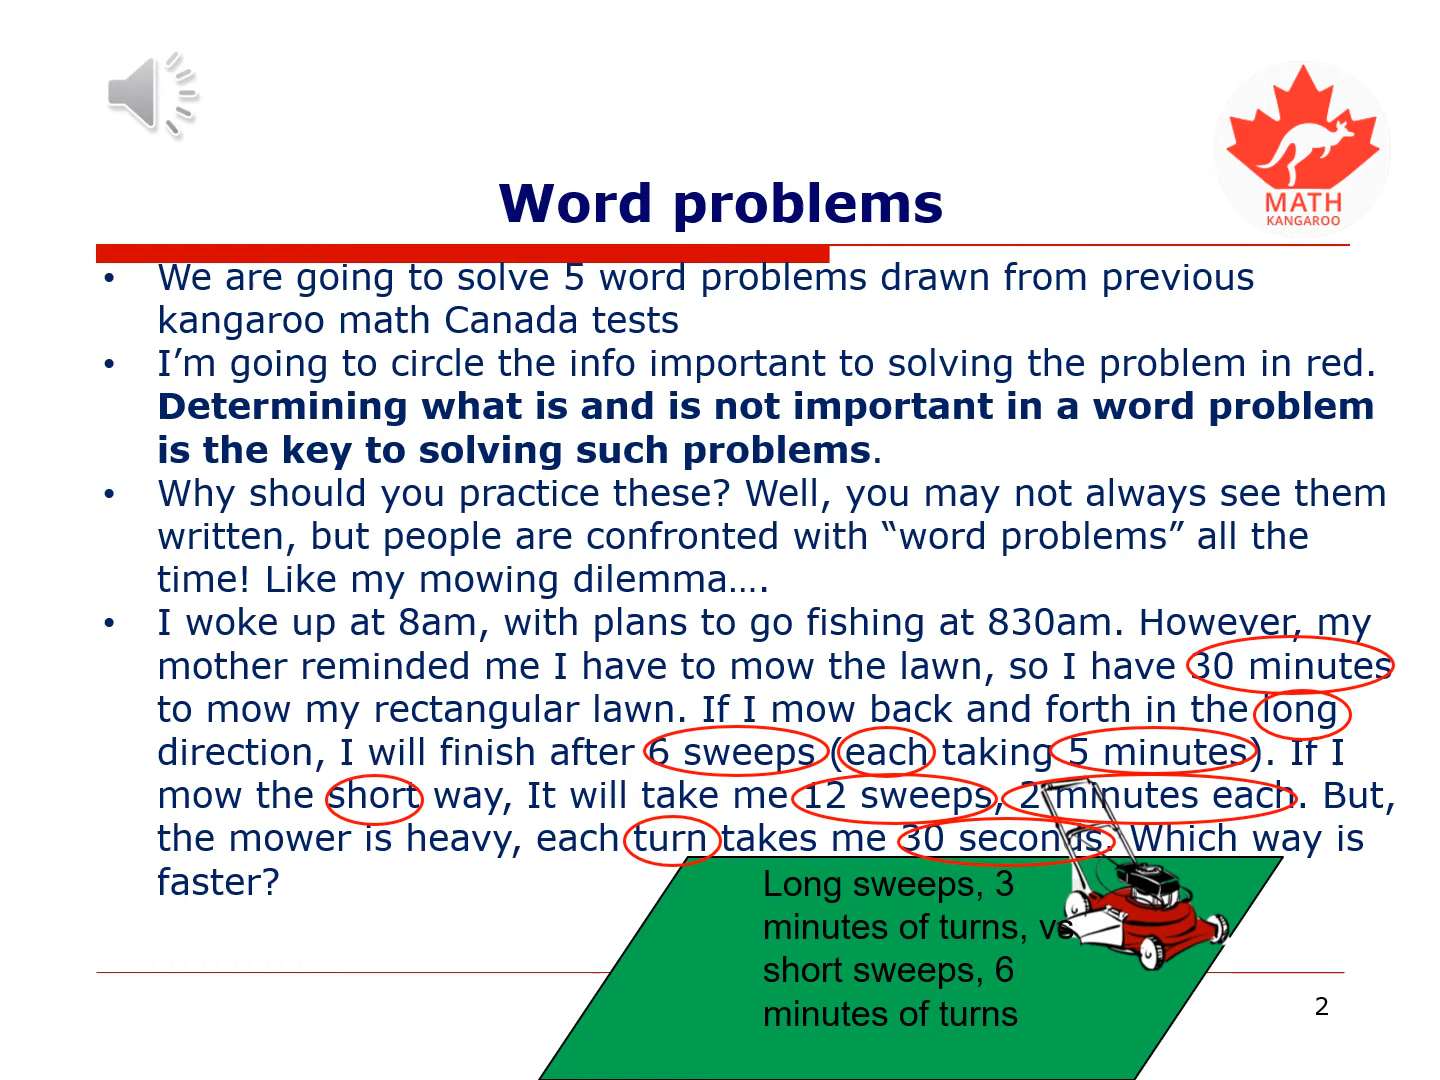 MATH
KANGAROO
Word problems
• We are going to solve 5 word problems drawn from previous
kangaroo math Canada tests
• I’m going to circle the info important to solving the problem in red.
Determining what is and is not important in a word problem
is the key to solving such problems.
• Why should you practice these? Well, you may not always see them
written, but people are confronted with “word problems” all the
time! Like my mowing dilemma….
• I woke up at 8am, with plans to go fishing at 830am. However, my
mother reminded me I have to mow the lawn, so I have 30 minutes
to mow my rectangular lawn. If I mow back and forth in the long
direction, I will finish after 6 sweeps (each taking 5 minutes). If I
mow the short way, It will take me 12 sweeps, 2 minutes each. But,
the mower is heavy, each turn takes me 30 seconds. Which way is
faster?
Long sweeps, 3
minutes of turns, vs
short sweeps, 6
minutes of turns
2